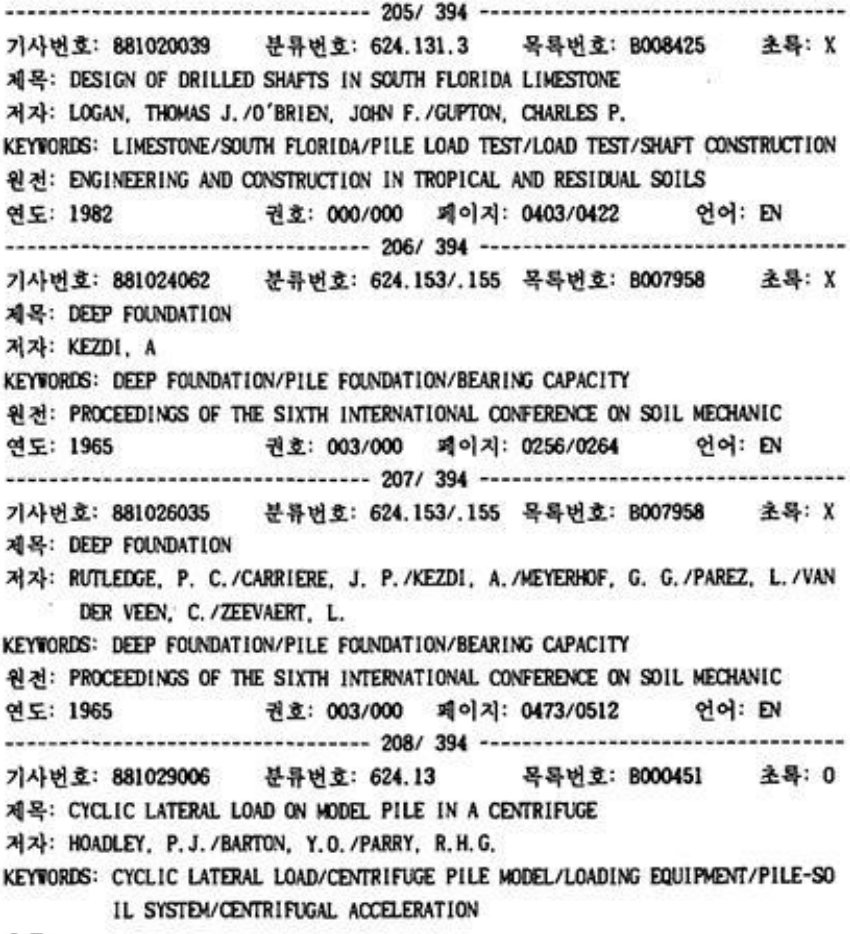 ---------------------------------- 205/ 394 ----------------------------------
기사번호: 881020039 분류번호: 624.131.3 목록번호: B008425 초록: X
제목: DESIGN OF DRILLED SHAFTS IN SOUTH FLORIDA LIMESTONE
저자: LOGAN, THOMAS J./O'BRIEN, JOHN F./GUPTON, CHARLES P.
KEYWORDS: LIMESTONE/SOUTH FLORIDA/PILE LOAD TEST/LOAD TEST/SHAFT CONSTRUCTION
원전: ENGINEERING AND CONSTRUCTION IN TROPICAL AND RESIDUAL SOILS
연도: 1982 권호: 000/000 페이지: 0403/0422 언어: EN
---------------------------------- 206/ 394 ----------------------------------
기사번호: 881024062 분류번호: 624.153/.155 목록번호: B007958 초록: X
제목: DEEP FOUNDATION
저자: KEZDI, A
KEYWORDS: DEEP FOUNDATION/PILE FOUNDATION/BEARING CAPACITY
원전: PROCEEDINGS OF THE SIXTH INTERNATIONAL CONFERENCE ON SOIL MECHANIC
연도: 1965 권호: 003/000 페이지: 0256/0264 언어: EN
---------------------------------- 207/ 394 ----------------------------------
기사번호: 881026035 분류번호: 624.153/.155 목록번호: B007958 초록: X
제목: DEEP FOUNDATION
저자: RUTLEDGE, P. C./CARRIERE, J. P./KEZDI, A./MEYERHOF, G. G./PAREZ, L./VAN
DER VEEN, C./ZEEVAERT, L.
KEYWORDS: DEEP FOUNDATION/PILE FOUNDATION/BEARING CAPACITY
원전: PROCEEDINGS OF THE SIXTH INTERNATIONAL CONFERENCE ON SOIL MECHANIC
연도: 1965 권호: 003/000 페이지: 0473/0512 언어: EN
---------------------------------- 208/ 394 ----------------------------------
기사번호: 881029006 분류번호: 624.13 목록번호: B000451 초록: O
제목: CYCLIC LATERAL LOAD ON MODEL PILE IN A CENTRIFUGE
저자: HOADLEY, P.J./BARTON, Y.O./PARRY, R.H.G.
KEYWORDS: CYCLIC LATERAL LOAD/CENTRIFUGE PILE MODEL/LOADING EQUIPMENT/PILE-SO
IL SYSTEM/CENTRIFUGAL ACCELERATION